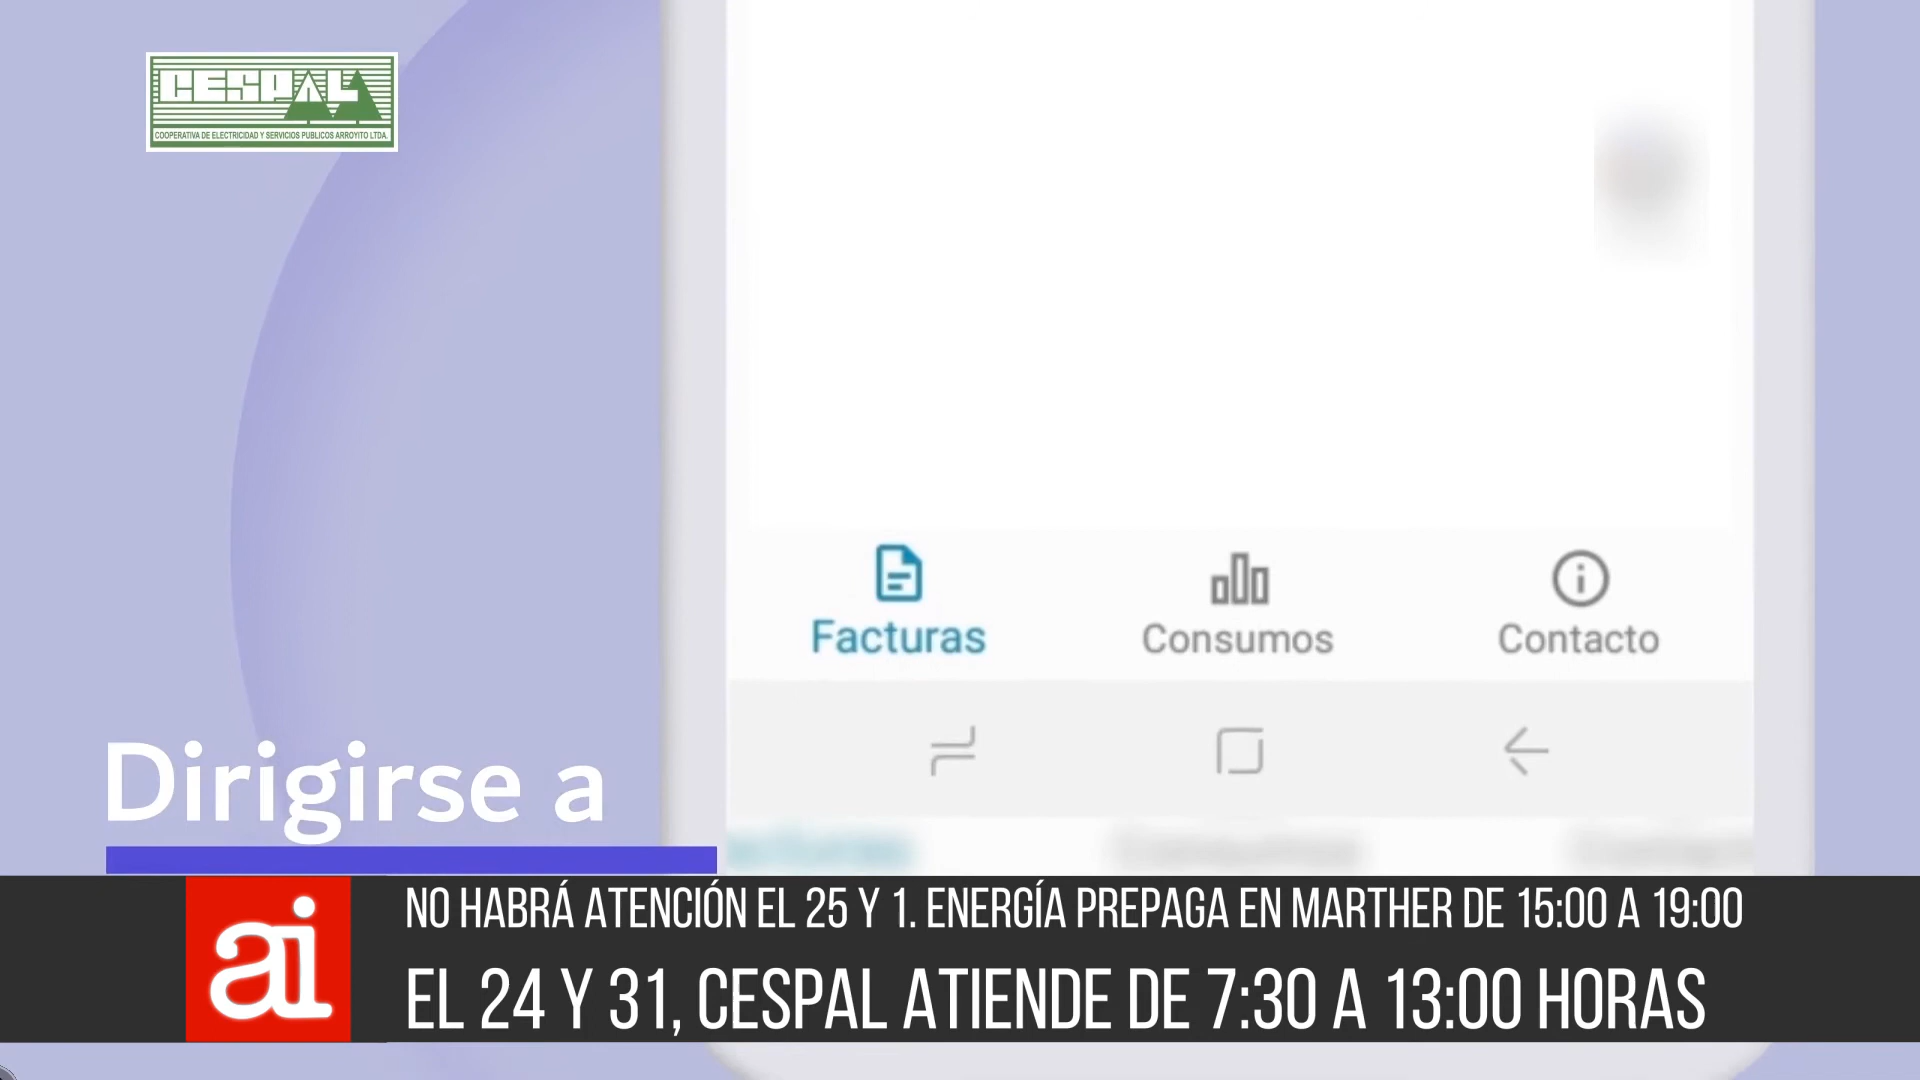 CESPAL
COOPERATIVA DE ELECTRICIDAD Y SERVICIOS PUBLICOS ARROYITO LTDA.
Facturas
Consumos
Contacto
Dirigirse a
ai
NO HABRÁ ATENCIÓN EL 25 Y 1. ENERGÍA PREPAGA EN MARTHER DE 15:00 A 19:00
EL 24 Y 31, CESPAL ATIENDE DE 7:30 A 13:00 HORAS